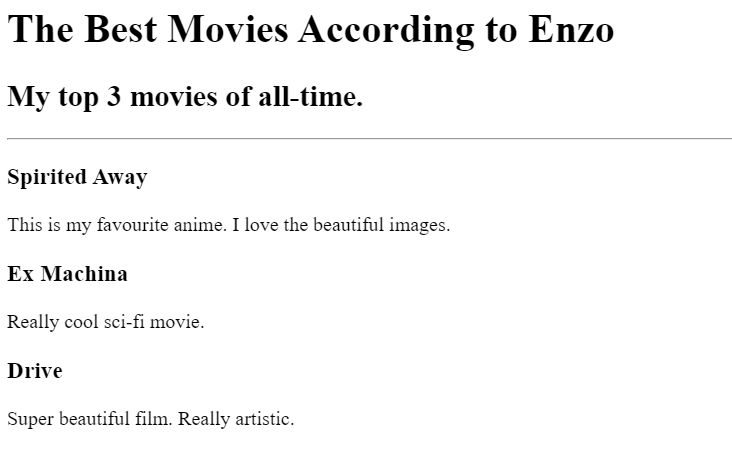 The Best Movies According to Enzo
My top 3 movies of all-time.
Spirited Away
This is my favourite anime. I love the beautiful images.
Ex Machina
Really cool sci-fi movie.
Drive
Super beautiful film. Really artistic.